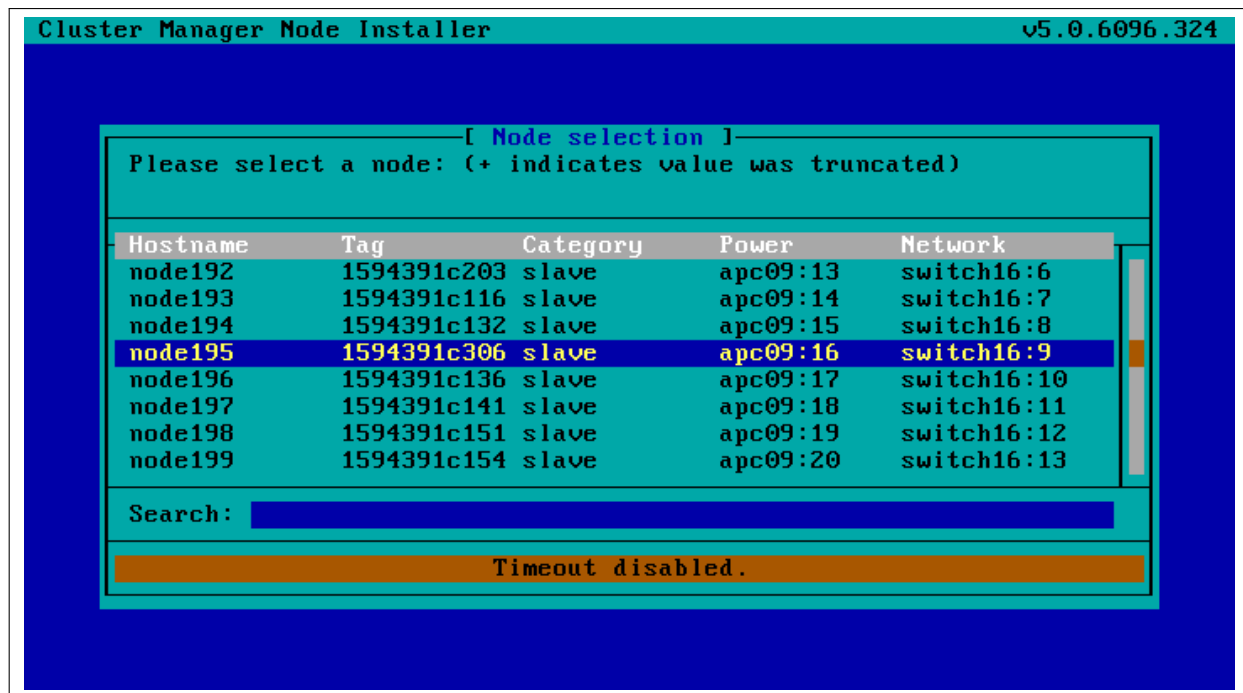 Cluster Manager Node Installer v5.0.6096.324
[ Node selection ]
Please select a node: (+ indicates value was truncated)
Hostname Tag Category Power Network
node192 1594391c203 slave apc09:13 switch16:6
node193 1594391c116 slave apc09:14 switch16:7
node194 1594391c132 slave apc09:15 switch16:8
node195 1594391c306 slave apc09:16 switch16:9
node196 1594391c136 slave apc09:17 switch16:10
node197 1594391c141 slave apc09:18 switch16:11
node198 1594391c151 slave apc09:19 switch16:12
node199 1594391c154 slave apc09:20 switch16:13
Search:
Timeout disabled.